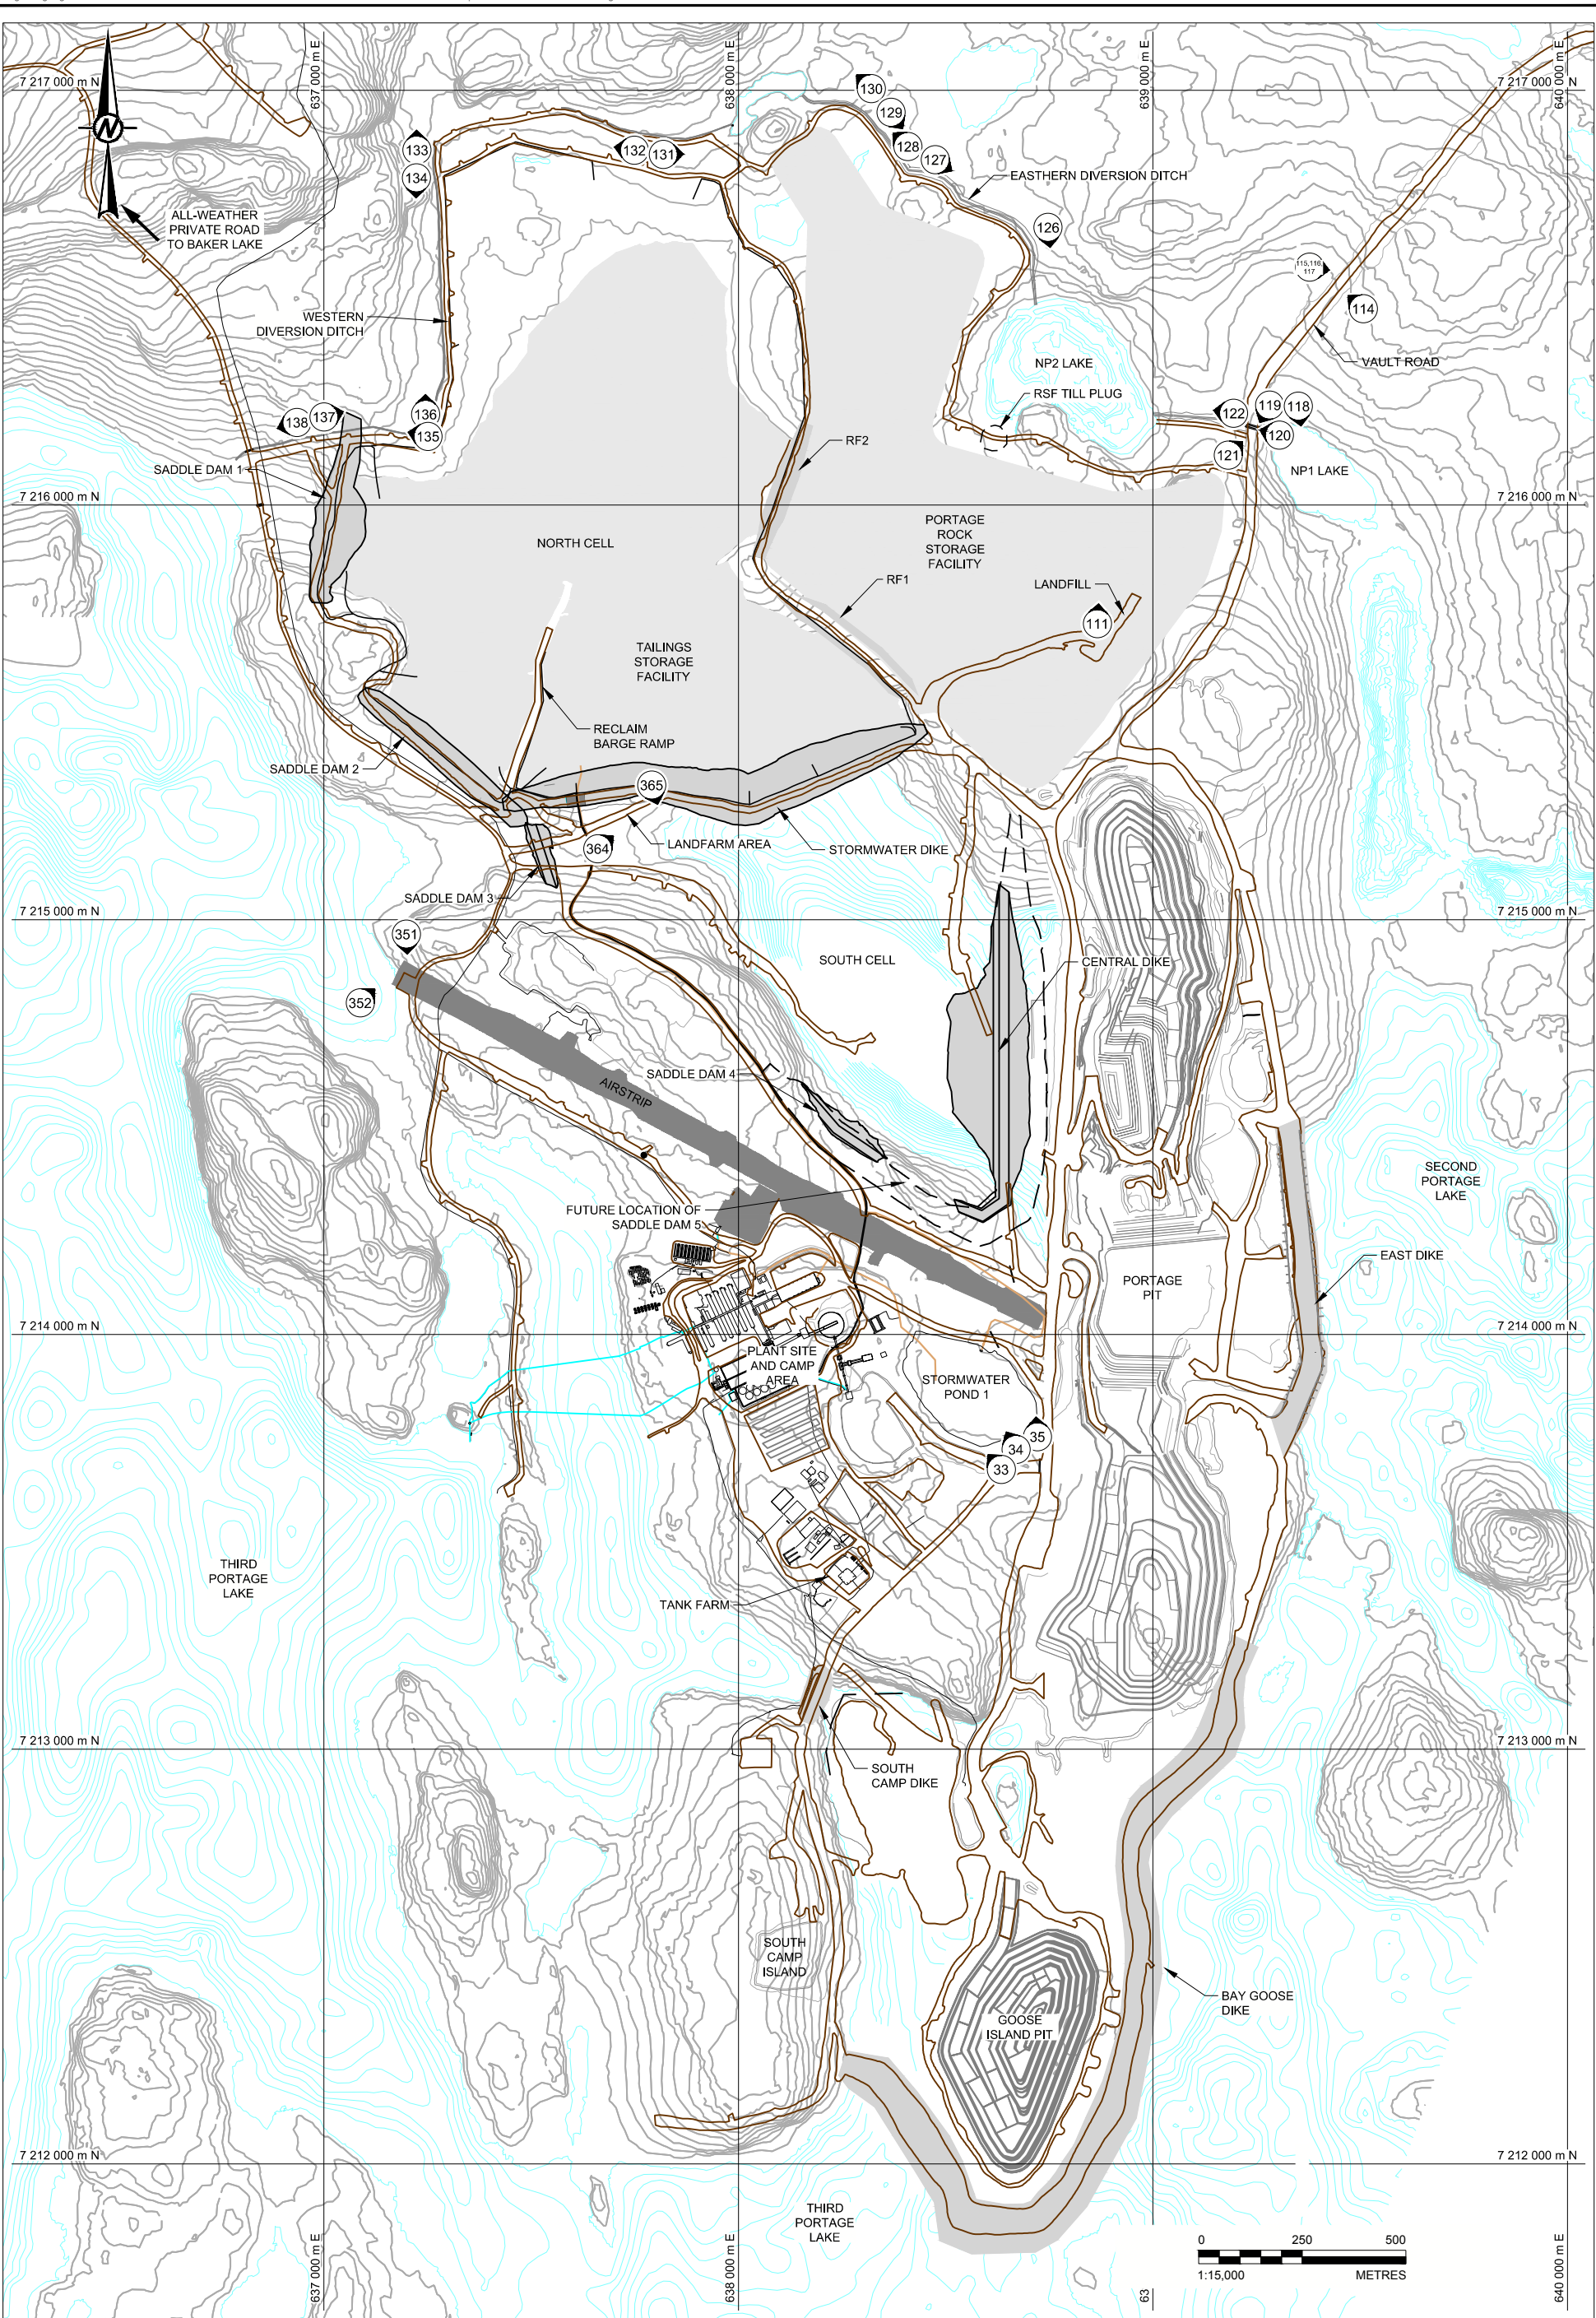 637 000 m E
638 000 m E
639 000 m E
640 000 m E
7 217 000 m N
7 217 000 m N
N
130
129
128
127
133
134
132
131
EASTHERN DIVERSION DITCH
ALL-WEATHER
PRIVATE ROAD
TO BAKER LAKE
126
115,116,
117
114
WESTERN
DIVERSION DITCH
NP2 LAKE
VAULT ROAD
RSF TILL PLUG
138
137
136
135
122
119
118
120
121
RF2
SADDLE DAM 1
NP1 LAKE
7 216 000 m N
7 216 000 m N
NORTH CELL
PORTAGE
ROCK
STORAGE
FACILITY
RF1
LANDFILL
111
TAILINGS
STORAGE
FACILITY
RECLAIM
BARGE RAMP
SADDLE DAM 2
365
LANDFARM AREA
STORMWATER DIKE
364
SADDLE DAM 3
7 215 000 m N
7 215 000 m N
351
SOUTH CELL
CENTRAL DIKE
352
SADDLE DAM 4
AIRSTRIP
SECOND
PORTAGE
LAKE
FUTURE LOCATION OF
SADDLE DAM 5
EAST DIKE
PORTAGE
PIT
7 214 000 m N
7 214 000 m N
PLANT SITE
AND CAMP
AREA
STORMWATER
POND 1
35
34
33
THIRD
PORTAGE
LAKE
TANK FARM
7 213 000 m N
7 213 000 m N
SOUTH
CAMP DIKE
SOUTH
CAMP
ISLAND
BAY GOOSE
DIKE
GOOSE
ISLAND PIT
7 212 000 m N
7 212 000 m N
THIRD
PORTAGE
LAKE
637 000 m E
638 000 m E
63
640 000 m E
0 250 500
1:15,000 METRES